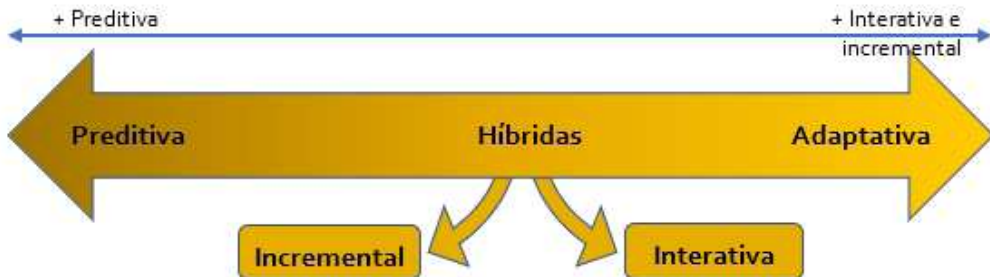 + Preditiva
+ Interativa e
incremental
Preditiva
Híbridas
Adaptativa
Incremental
Interativa